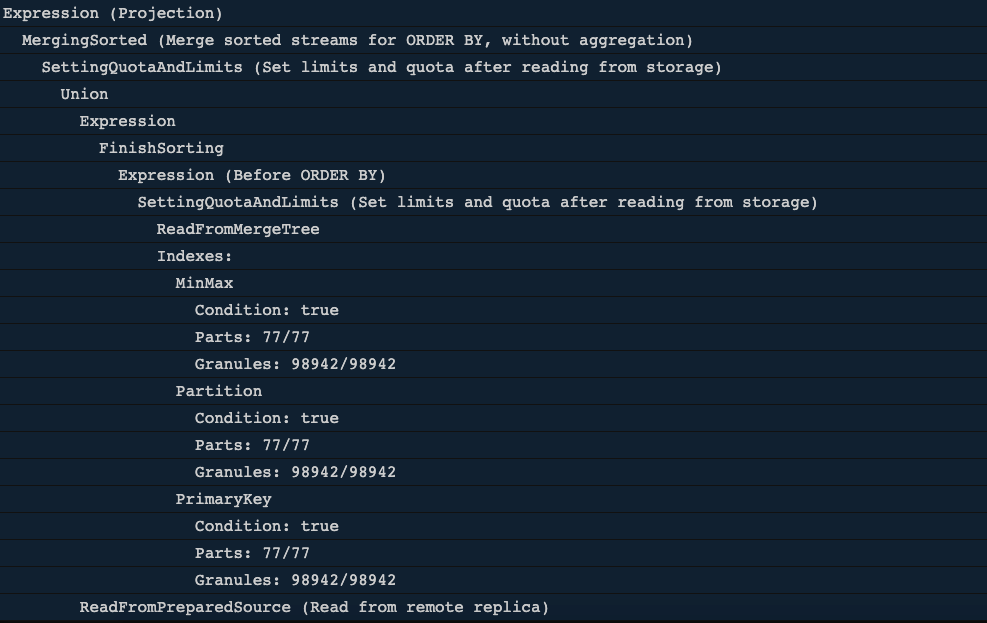 Expression (Projection)
MergingSorted (Merge sorted streams for ORDER BY, without aggregation)
SettingQuotaAndLimits (Set limits and quota after reading from storage)
Union
Expression
FinishSorting
Expression (Before ORDER BY)
SettingQuotaAndLimits (Set limits and quota after reading from storage)
ReadFromMergeTree
Indexes:
MinMax
Condition: true
Parts: 77/77
Granules: 98942/98942
Partition
Condition: true
Parts: 77/77
Granules: 98942/98942
PrimaryKey
Condition: true
Parts: 77/77
Granules: 98942/98942
ReadFromPreparedSource (Read from remote replica)